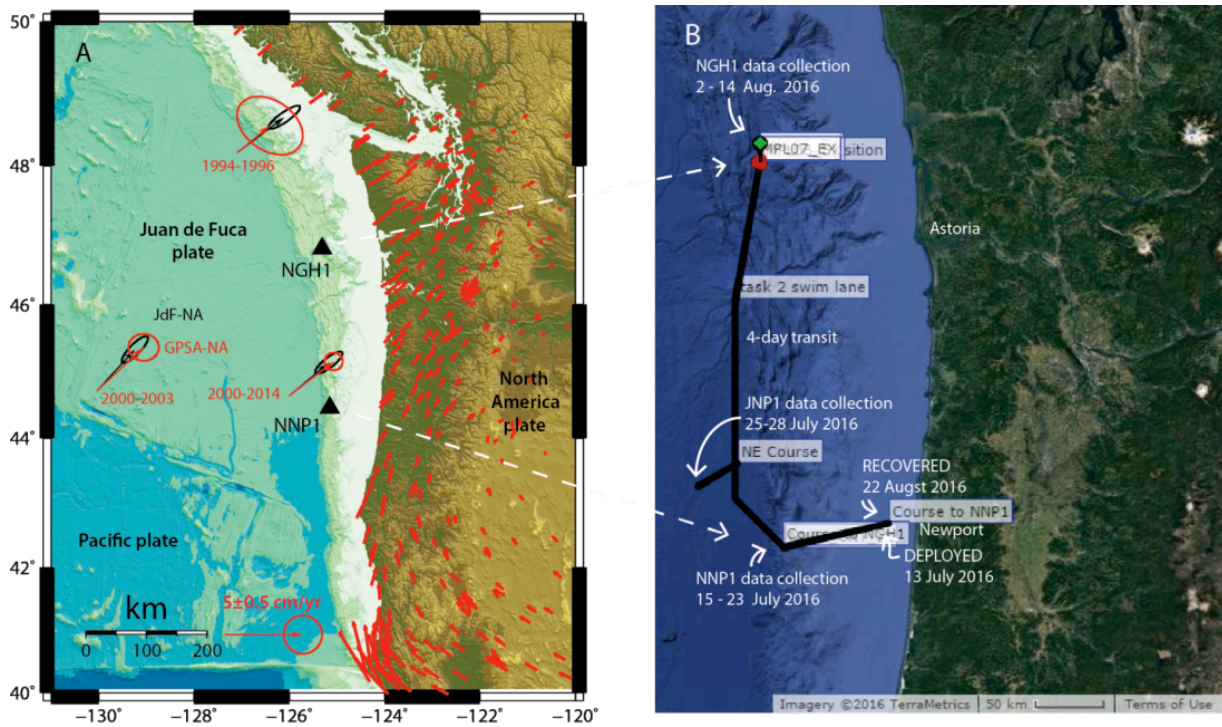 50°
A
48°
1994-1996
Juan de Fuca
plate
NGH1
46°
JdF-NA
GPSA-NA
2000-2003
2000-2014
NNP1
North
America
plate
44°
Pacific plate
42°
km
5±0.5 cm/yr
0 100 200
40°
−130° −128° −126° −124° −122° −120°
B
NGH1 data collection
2 - 14 Aug. 2016
MPL07_EX sition
Astoria
task 2 swim lane
4-day transit
JNP1 data collection
25-28 July 2016
NE Course
RECOVERED
22 Augst 2016
Course to NNP1
Newport
NGH1
DEPLOYED
13 July 2016
NNP1 data collection
15 - 23 July 2016
Imagery ©2016 TerraMetrics
50 km
Terms of Use